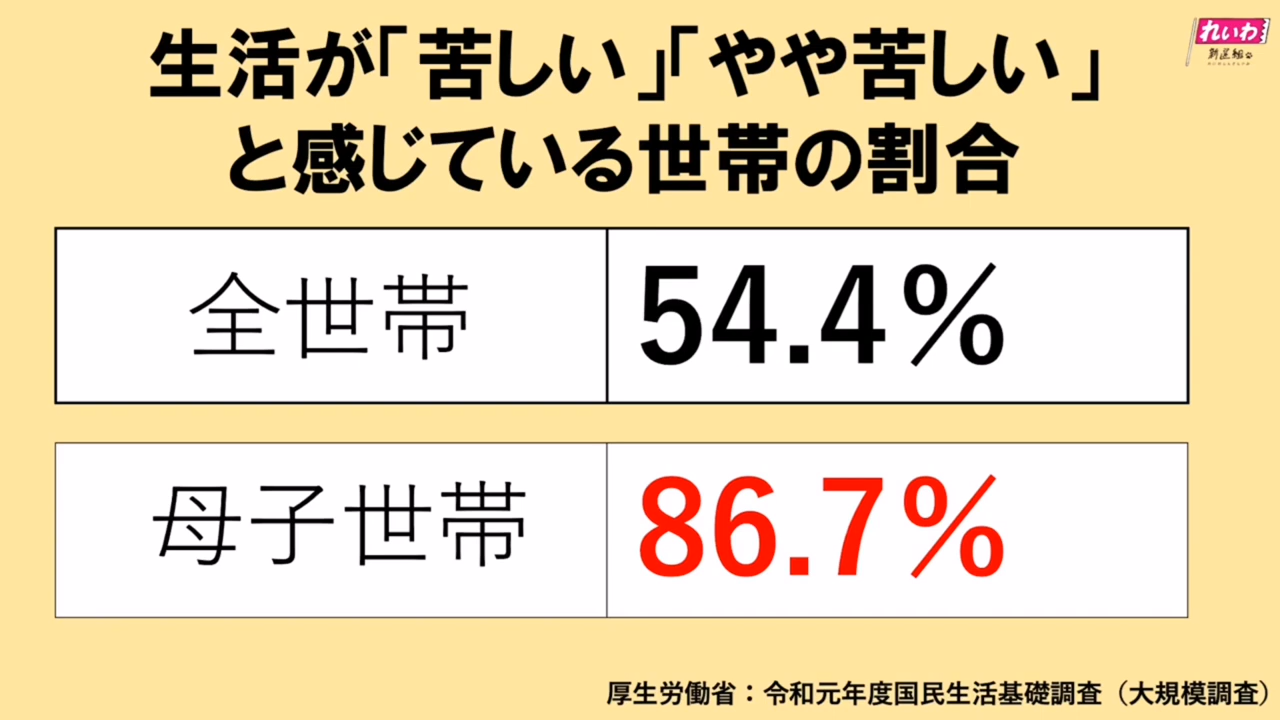 生活が「苦しい」「やや苦しい」
と感じている世帯の割合
れいわ
新選組
全世帯
54.4%
母子世帯
86.7%
厚生労働省：令和元年度国民生活基礎調査（大規模調査）